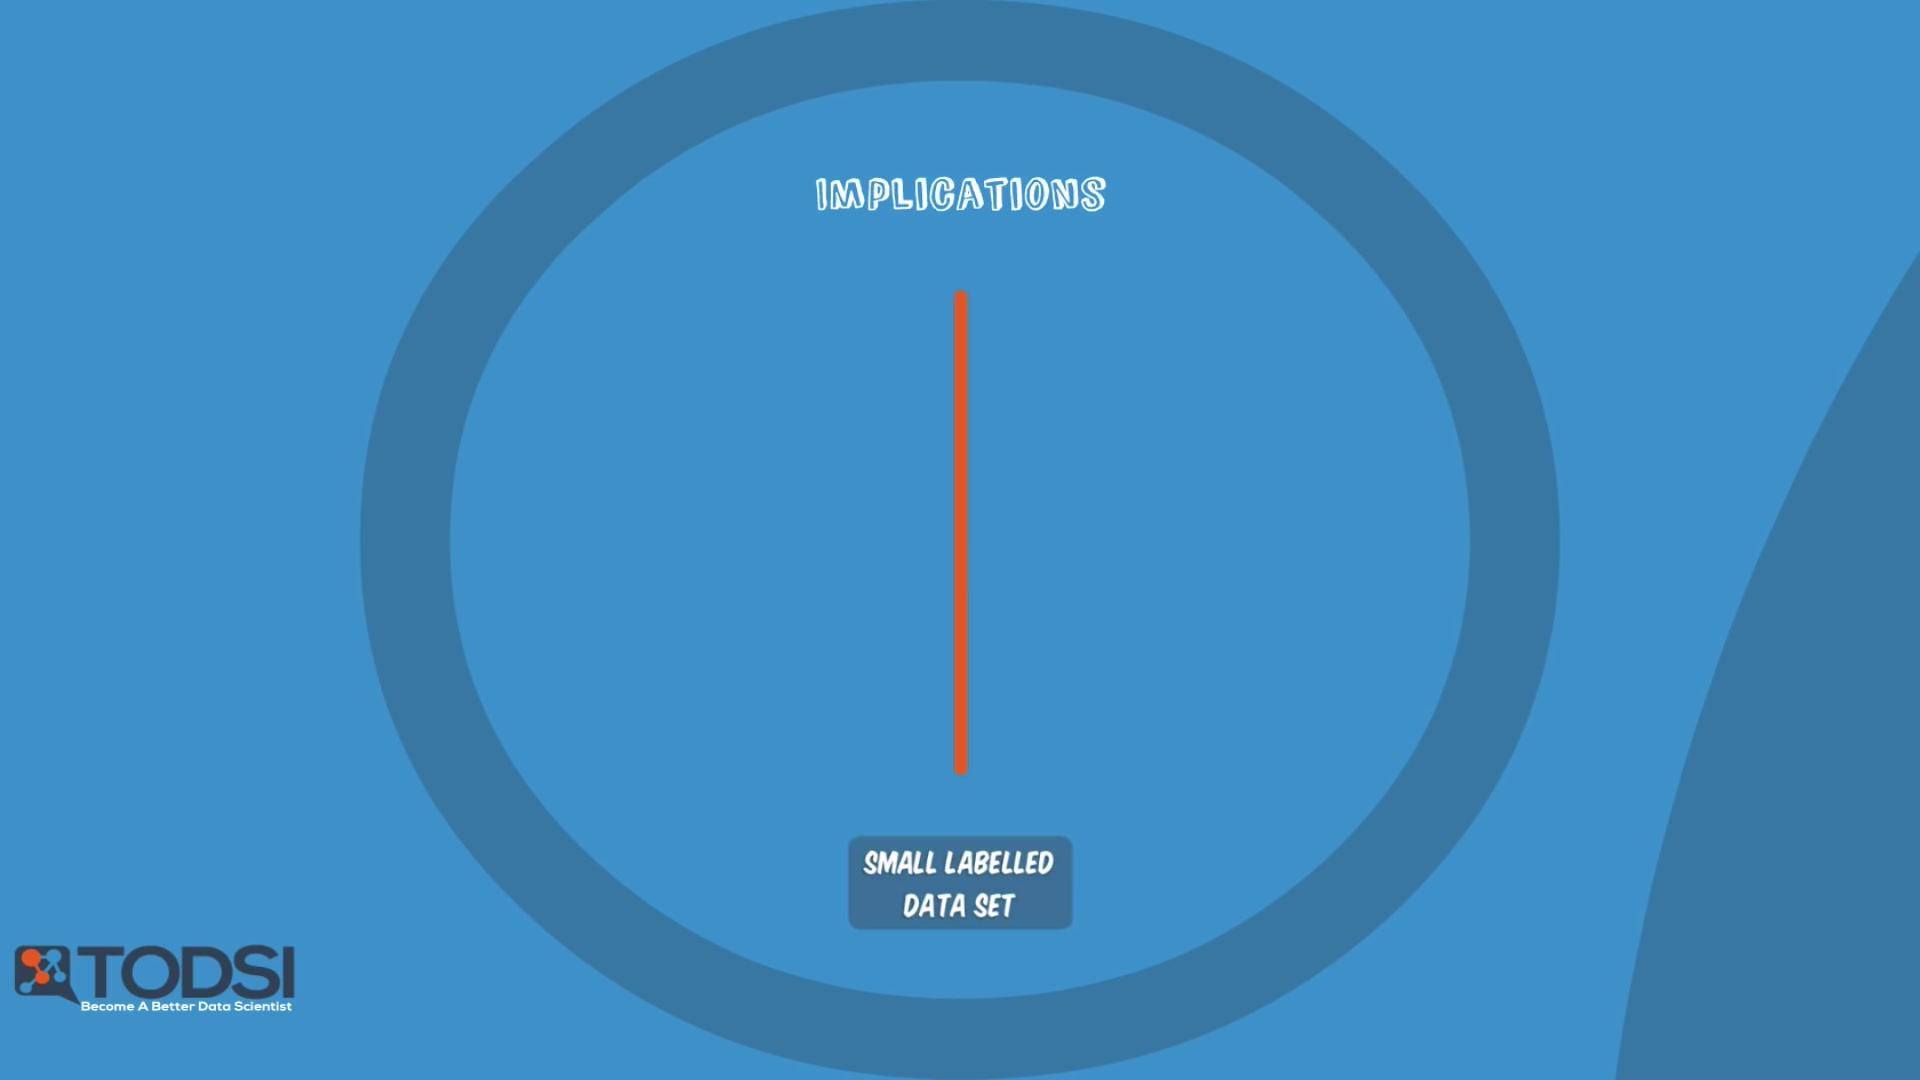 IMPLICATIONS
SMALL LABELLED
DATA SET
TODSI
Become A Better Data Scientist